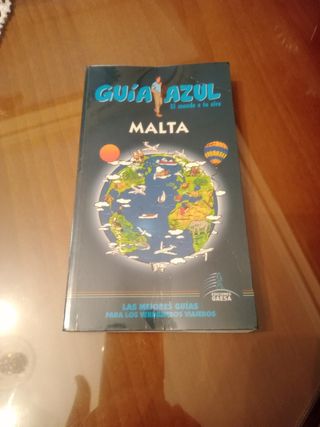 GUÍA AZUL
El mundo a tu aire
MALTA
LAS MEJORES GUÍAS
PARA LOS VERDADEROS VIAJEROS
EDICIONES
GAESA